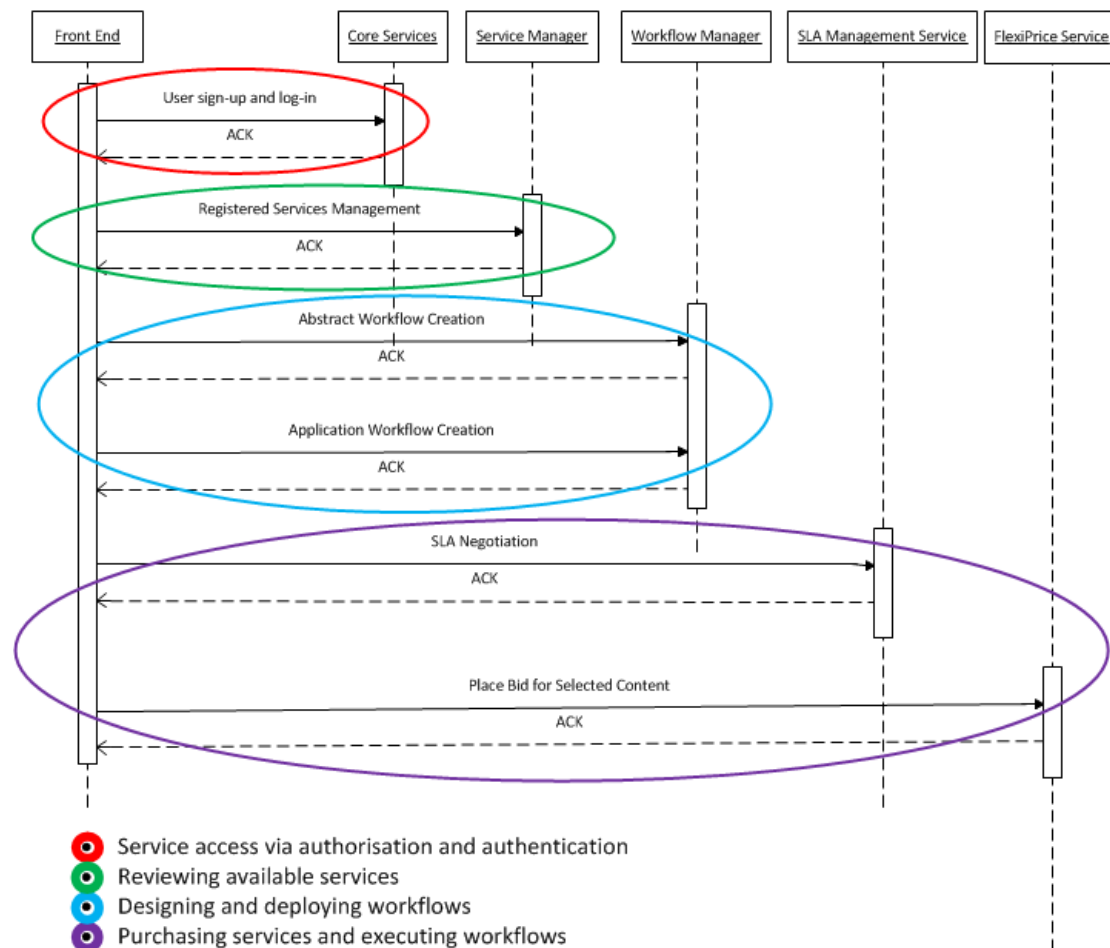 Front End
Core Services
Service Manager
Workflow Manager
SLA Management Service
FlexiPrice Service
User sign-up and log-in
ACK
Registered Services Management
ACK
Abstract Workflow Creation
ACK
Application Workflow Creation
ACK
SLA Negotiation
ACK
Place Bid for Selected Content
ACK
Service access via authorisation and authentication
Reviewing available services
Designing and deploying workflows
Purchasing services and executing workflows